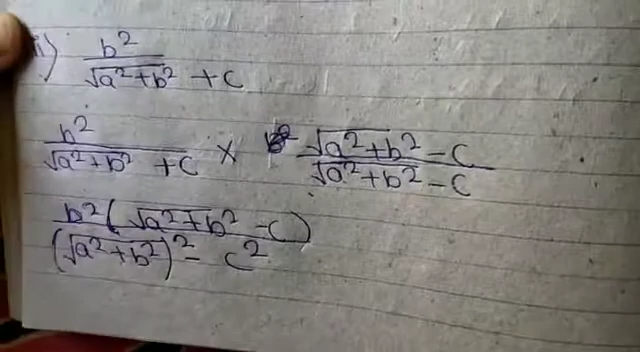 ii) b²/(√(a²+b²) + c)
b²/(√(a²+b²) + c) × (√(a²+b²) - c)/(√(a²+b²) - c)
b²(√(a²+b²) - c)/((√(a²+b²))² - c²)